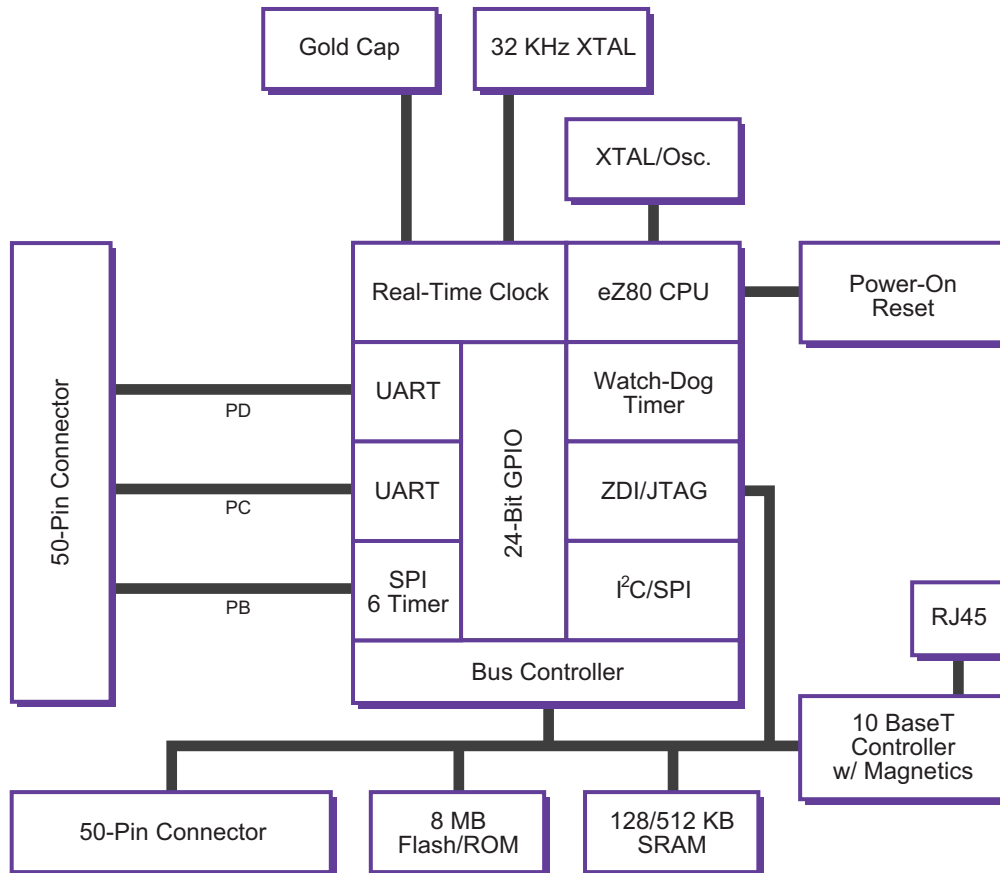 Gold Cap
32 KHz XTAL
XTAL/Osc.
50-Pin Connector
Real-Time Clock
eZ80 CPU
Power-On
Reset
UART
PD
Watch-Dog
Timer
24-Bit GPIO
UART
PC
ZDI/JTAG
SPI
6 Timer
PB
I²C/SPI
RJ45
Bus Controller
10 BaseT
Controller
w/ Magnetics
50-Pin Connector
8 MB
Flash/ROM
128/512 KB
SRAM